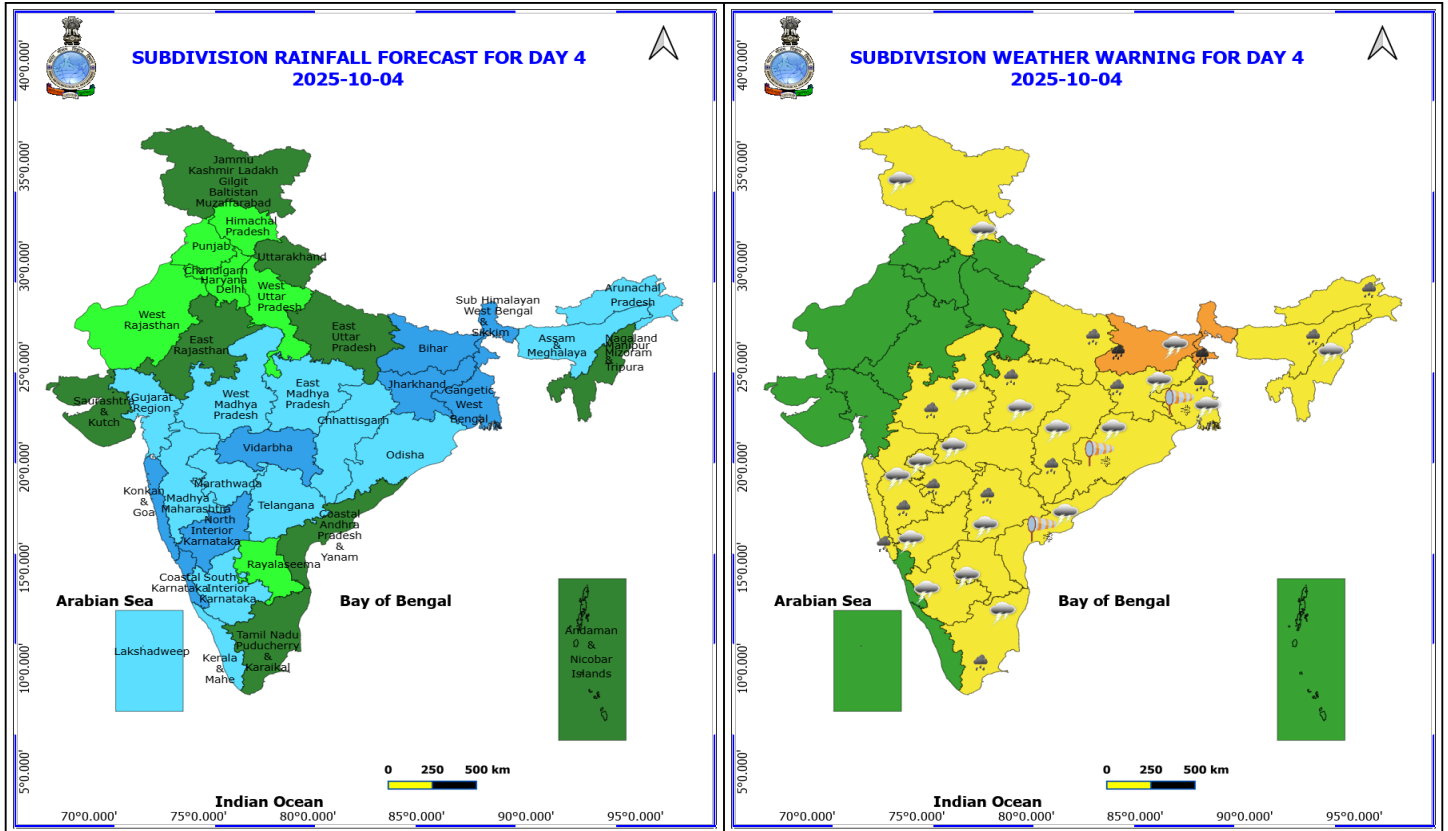 SUBDIVISION RAINFALL FORECAST FOR DAY 4
2025-10-04
40°0.000'
35°0.000'
30°0.000'
25°0.000'
20°0.000'
15°0.000'
10°0.000'
5°0.000'
Jammu
Kashmir Ladakh
Gilgit
Baltistan
Muzaffarabad
Himachal
Pradesh
Punjab
Uttarakhand
Chandigarh
Haryana
Delhi
West
Uttar
Pradesh
West
Rajasthan
East
Rajasthan
East
Uttar
Pradesh
Sub Himalayan
West Bengal
&
Sikkim
Arunachal
Pradesh
Assam
&
Meghalaya
Nagaland
Manipur
Mizoram
&
Tripura
Bihar
Jharkhand
Gangetic
West
Bengal
Saurashtra
&
Kutch
Gujarat
Region
West
Madhya
Pradesh
East
Madhya
Pradesh
Chhattisgarh
Vidarbha
Odisha
Konkan
&
Goa
Madhya
Maharashtra
Marathwada
Telangana
North
Interior
Karnataka
Coastal
Andhra
Pradesh
&
Yanam
Rayalaseema
Coastal
Karnataka
South
Interior
Karnataka
Arabian Sea
Bay of Bengal
Lakshadweep
Kerala
&
Mahe
Tamil Nadu
Puducherry
&
Karaikal
Andaman
&
Nicobar
Islands
0 250 500 km
Indian Ocean
70°0.000' 75°0.000' 80°0.000' 85°0.000' 90°0.000' 95°0.000'
SUBDIVISION WEATHER WARNING FOR DAY 4
2025-10-04
40°0.000'
35°0.000'
30°0.000'
25°0.000'
20°0.000'
15°0.000'
10°0.000'
5°0.000'
Arabian Sea
Bay of Bengal
0 250 500 km
Indian Ocean
70°0.000' 75°0.000' 80°0.000' 85°0.000' 90°0.000' 95°0.000'